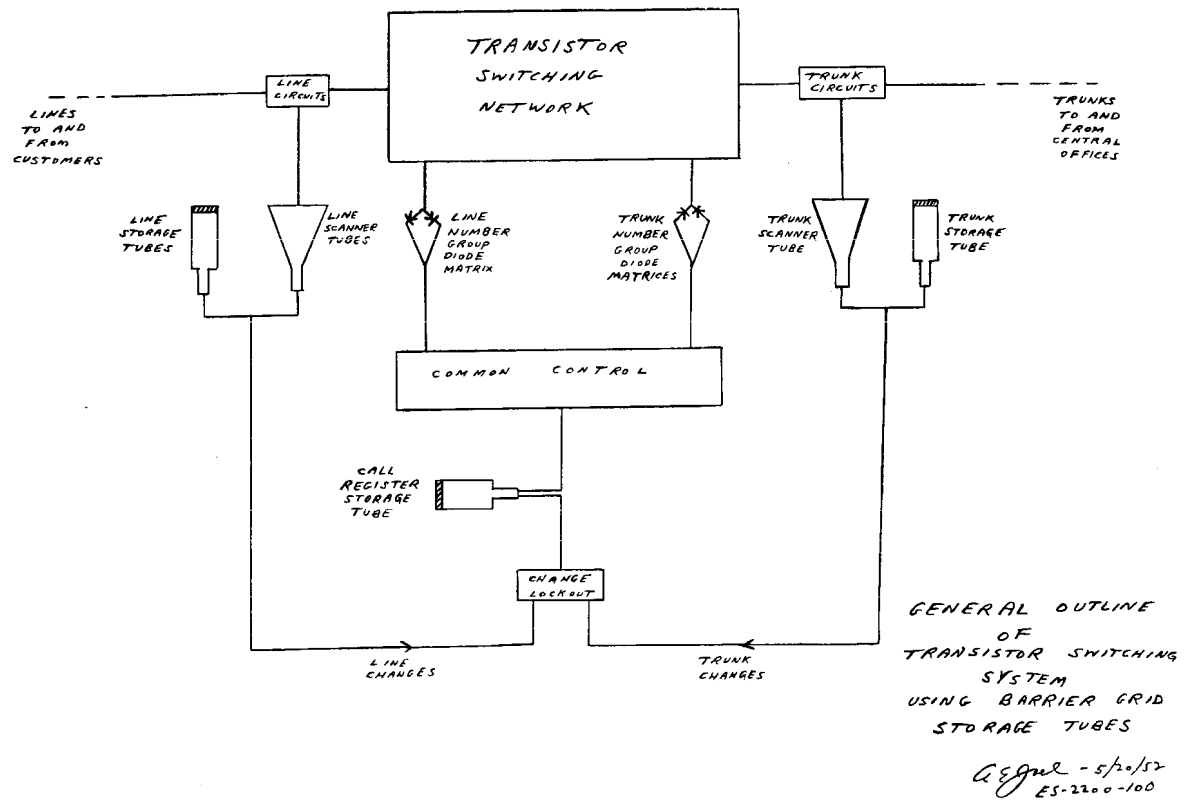 TRANSISTOR
SWITCHING
NETWORK
LINE
CIRCUITS
TRUNK
CIRCUITS
LINES
TO AND
FROM
CUSTOMERS
TRUNKS
TO AND
FROM
CENTRAL
OFFICES
LINE
STORAGE
TUBES
LINE
SCANNER
TUBES
LINE
NUMBER
GROUP
DIODE
MATRIX
TRUNK
NUMBER
GROUP
DIODE
MATRICES
TRUNK
SCANNER
TUBE
TRUNK
STORAGE
TUBE
COMMON CONTROL
CALL
REGISTER
STORAGE
TUBE
CHANGE
LOCKOUT
LINE
CHANGES
TRUNK
CHANGES
GENERAL OUTLINE
OF
TRANSISTOR SWITCHING
SYSTEM
USING BARRIER GRID
STORAGE TUBES
- 5/20/52
ES-2200-100